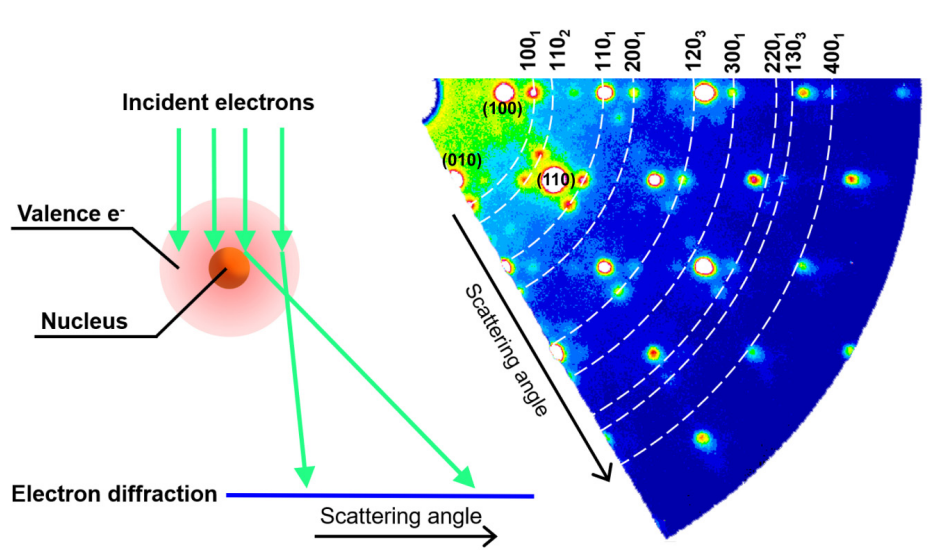 Incident electrons
Valence e⁻
Nucleus
Electron diffraction
Scattering angle
100₁
110₂
110₁
200₁
120₃
300₁
220₁
130₃
400₁
(100)
(010)
(110)
Scattering angle